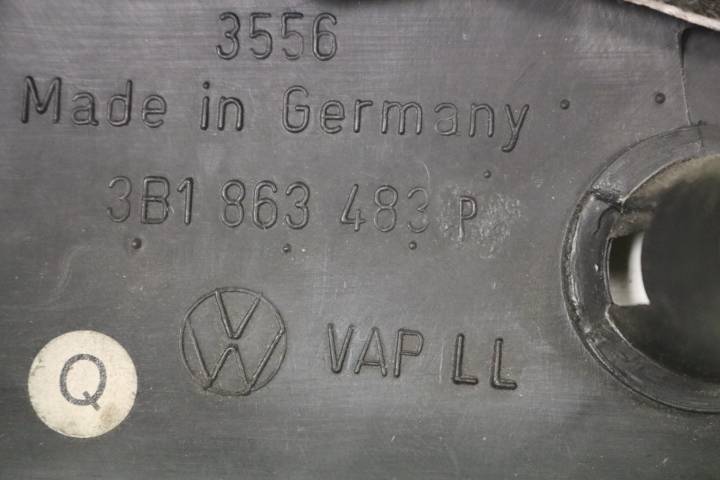 3556
Made in Germany
3B1 863 483 P
VAP LL
Q